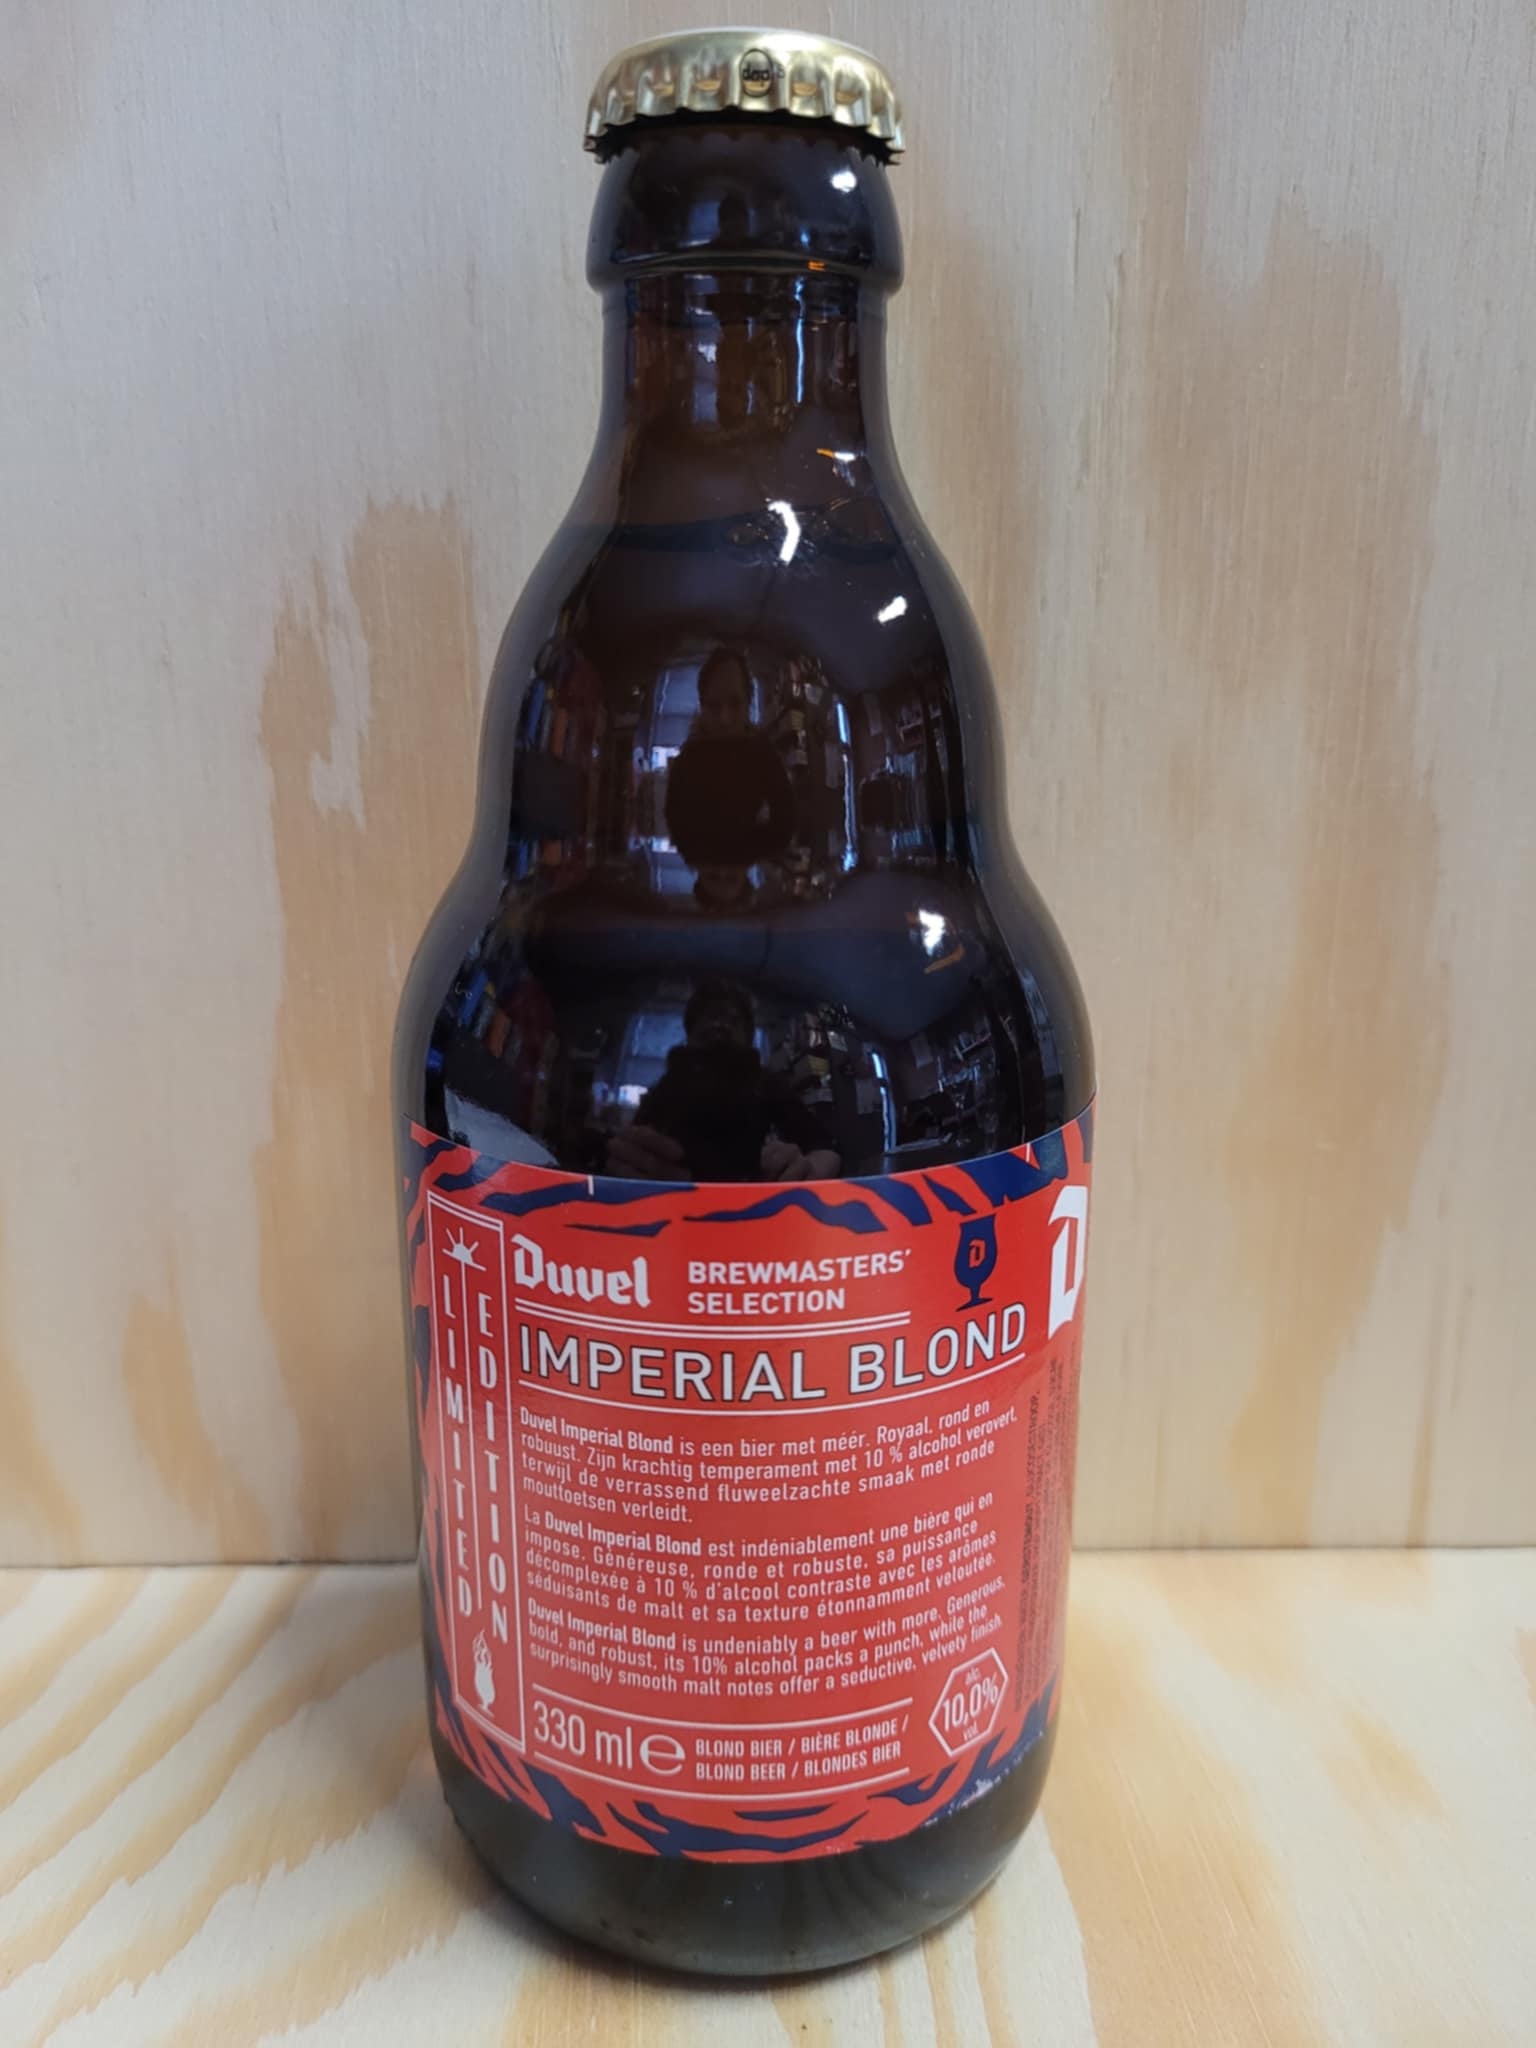 LIMITED
EDITION
Duvel
BREWMASTERS'
SELECTION
D
IMPERIAL BLOND
Duvel Imperial Blond is een bier met méér. Royaal, rond en
robuust. Zijn krachtig temperament met 10 % alcohol verovert,
terwijl de verrassend fluweelzachte smaak met ronde
mouttoetsen verleidt.
La Duvel Imperial Blond est indéniablement une bière qui en
impose. Généreuse, ronde et robuste, sa puissance
décomplexée à 10 % d'alcool contraste avec les arômes
séduisants de malt et sa texture étonnamment veloutée.
Duvel Imperial Blond is undeniably a beer with more. Generous,
bold, and robust, its 10% alcohol packs a punch, while the
surprisingly smooth malt notes offer a seductive, velvety finish.
330 ml e
BLOND BIER / BIÈRE BLONDE /
BLOND BEER / BLONDES BIER
alc.
10,0%
vol.
D